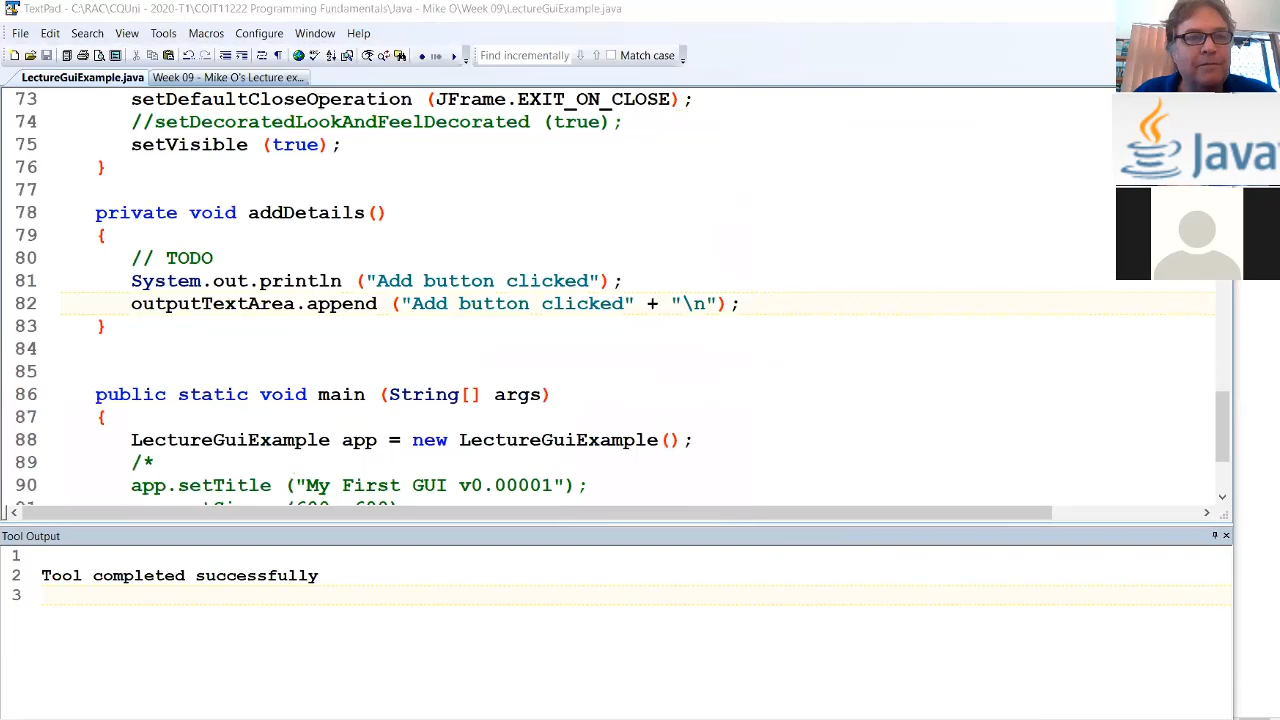 TextPad - C:\RAC\CQUni - 2020-T1\COIT11222 Programming Fundamentals\Java - Mike O\Week 09\LectureGuiExample.java
File Edit Search View Tools Macros Configure Window Help
Find incrementally Match case
LectureGuiExample.java Week 09 - Mike O's Lecture ex...
73 setDefaultCloseOperation (JFrame.EXIT_ON_CLOSE);
74 //setDecoratedLookAndFeelDecorated (true);
75 setVisible (true);
76 }
77
78 private void addDetails()
79 {
80 // TODO
81 System.out.println ("Add button clicked");
82 outputTextArea.append ("Add button clicked" + "\n");
83 }
84
85
86 public static void main (String[] args)
87 {
88 LectureGuiExample app = new LectureGuiExample();
89 /*
90 app.setTitle ("My First GUI v0.00001");
Tool Output
1
2 Tool completed successfully
3
Java